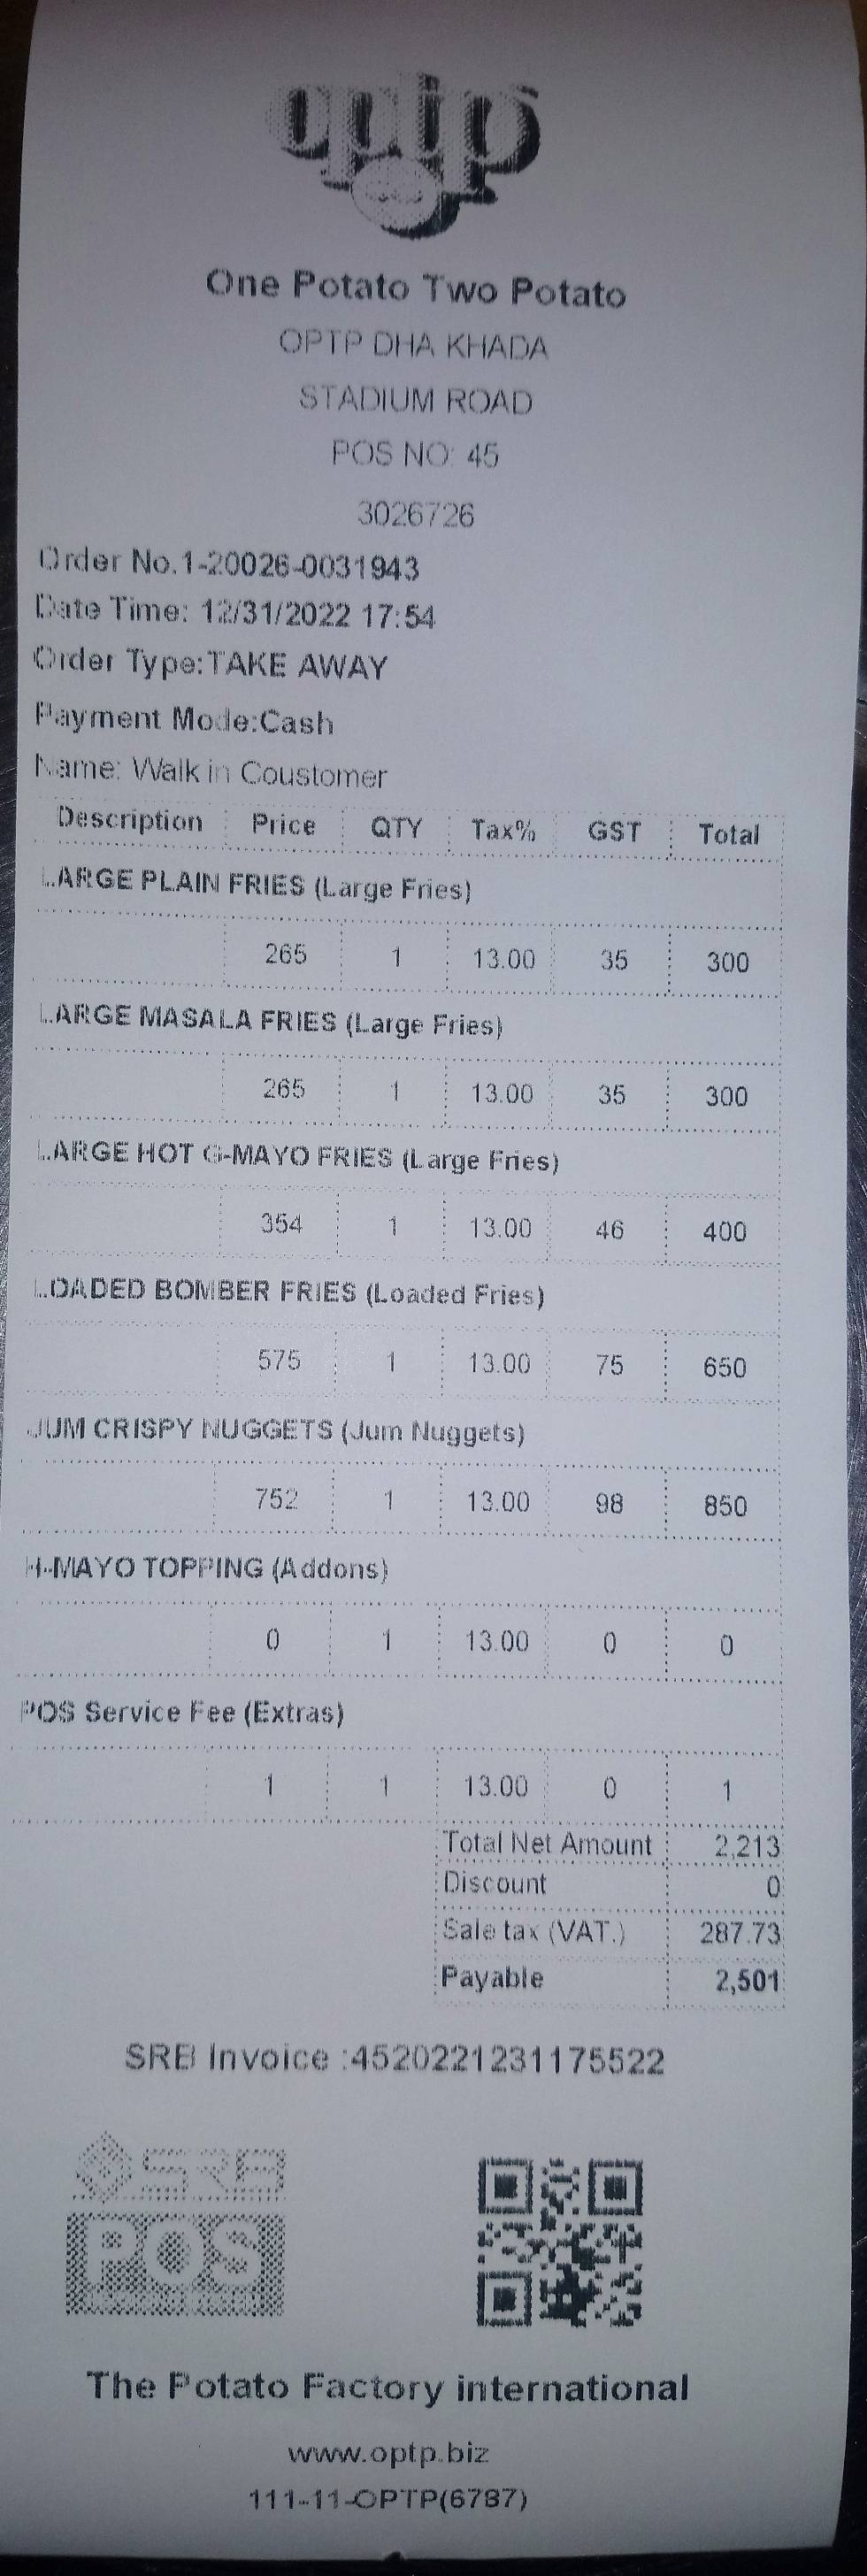 optp
One Potato Two Potato
OPTP DHA KHADA
STADIUM ROAD
POS NO: 45
3026726
Order No.1-20026-0031943
Date Time: 12/31/2022 17:54
Order Type:TAKE AWAY
Payment Mode:Cash
Name: Walk in Coustomer
Description Price QTY Tax% GST Total
LARGE PLAIN FRIES (Large Fries)
265 1 13.00 35 300
LARGE MASALA FRIES (Large Fries)
265 1 13.00 35 300
LARGE HOT G-MAYO FRIES (Large Fries)
354 1 13.00 46 400
LOADED BOMBER FRIES (Loaded Fries)
575 1 13.00 75 650
JUM CRISPY NUGGETS (Jum Nuggets)
752 1 13.00 98 850
H-MAYO TOPPING (Addons)
0 1 13.00 0 0
POS Service Fee (Extras)
1 1 13.00 0 1
Total Net Amount 2,213
Discount 0
Sale tax (VAT.) 287.73
Payable 2,501
SRB Invoice :4520221231175522
SRB
POS
The Potato Factory international
www.optp.biz
111-11-OPTP(6787)